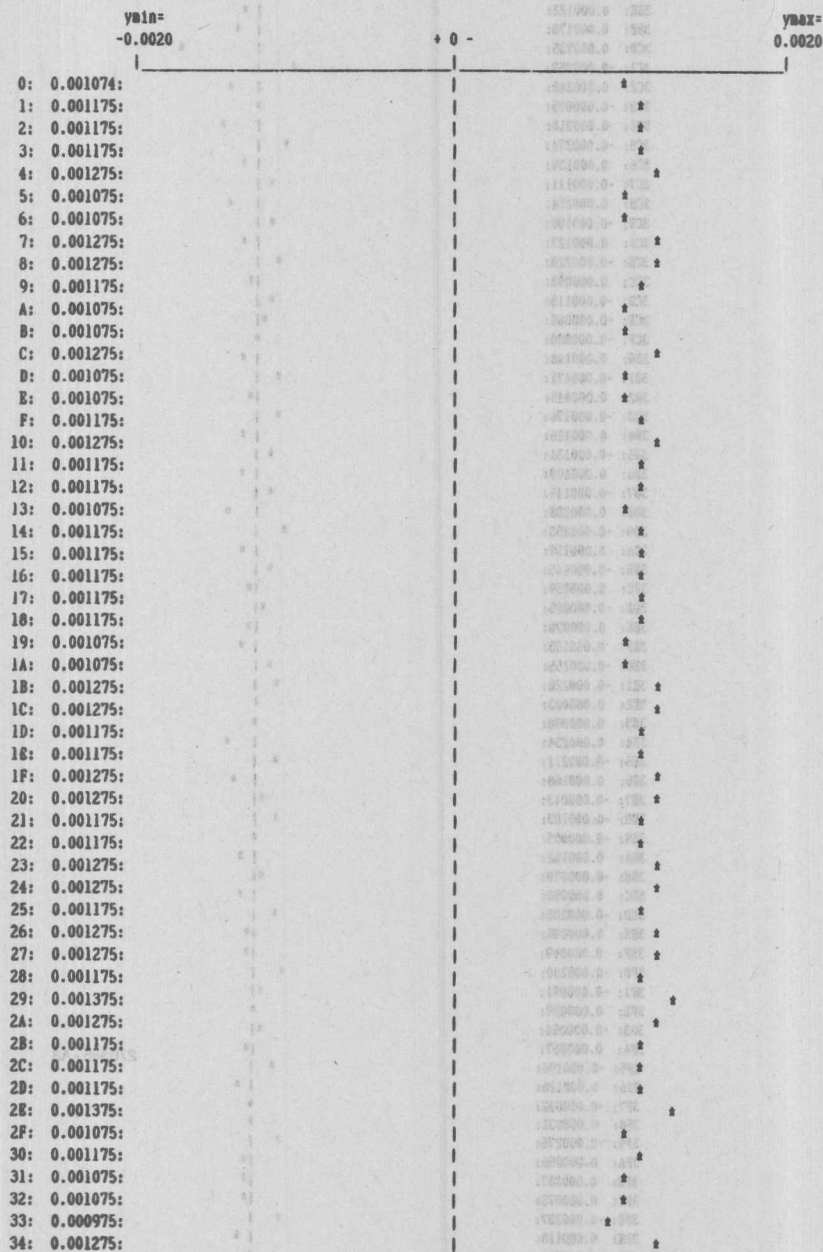 ymin= ymax=
-0.0020 + 0 - 0.0020
0: 0.001074:
1: 0.001175:
2: 0.001175:
3: 0.001175:
4: 0.001275:
5: 0.001075:
6: 0.001075:
7: 0.001275:
8: 0.001275:
9: 0.001175:
A: 0.001075:
B: 0.001075:
C: 0.001275:
D: 0.001075:
E: 0.001075:
F: 0.001175:
10: 0.001275:
11: 0.001175:
12: 0.001175:
13: 0.001075:
14: 0.001175:
15: 0.001175:
16: 0.001175:
17: 0.001175:
18: 0.001175:
19: 0.001075:
1A: 0.001075:
1B: 0.001275:
1C: 0.001275:
1D: 0.001175:
1E: 0.001175:
1F: 0.001275:
20: 0.001275:
21: 0.001175:
22: 0.001175:
23: 0.001275:
24: 0.001275:
25: 0.001175:
26: 0.001275:
27: 0.001275:
28: 0.001175:
29: 0.001375:
2A: 0.001275:
2B: 0.001175:
2C: 0.001175:
2D: 0.001175:
2E: 0.001375:
2F: 0.001075:
30: 0.001175:
31: 0.001075:
32: 0.001075:
33: 0.000975:
34: 0.001275: